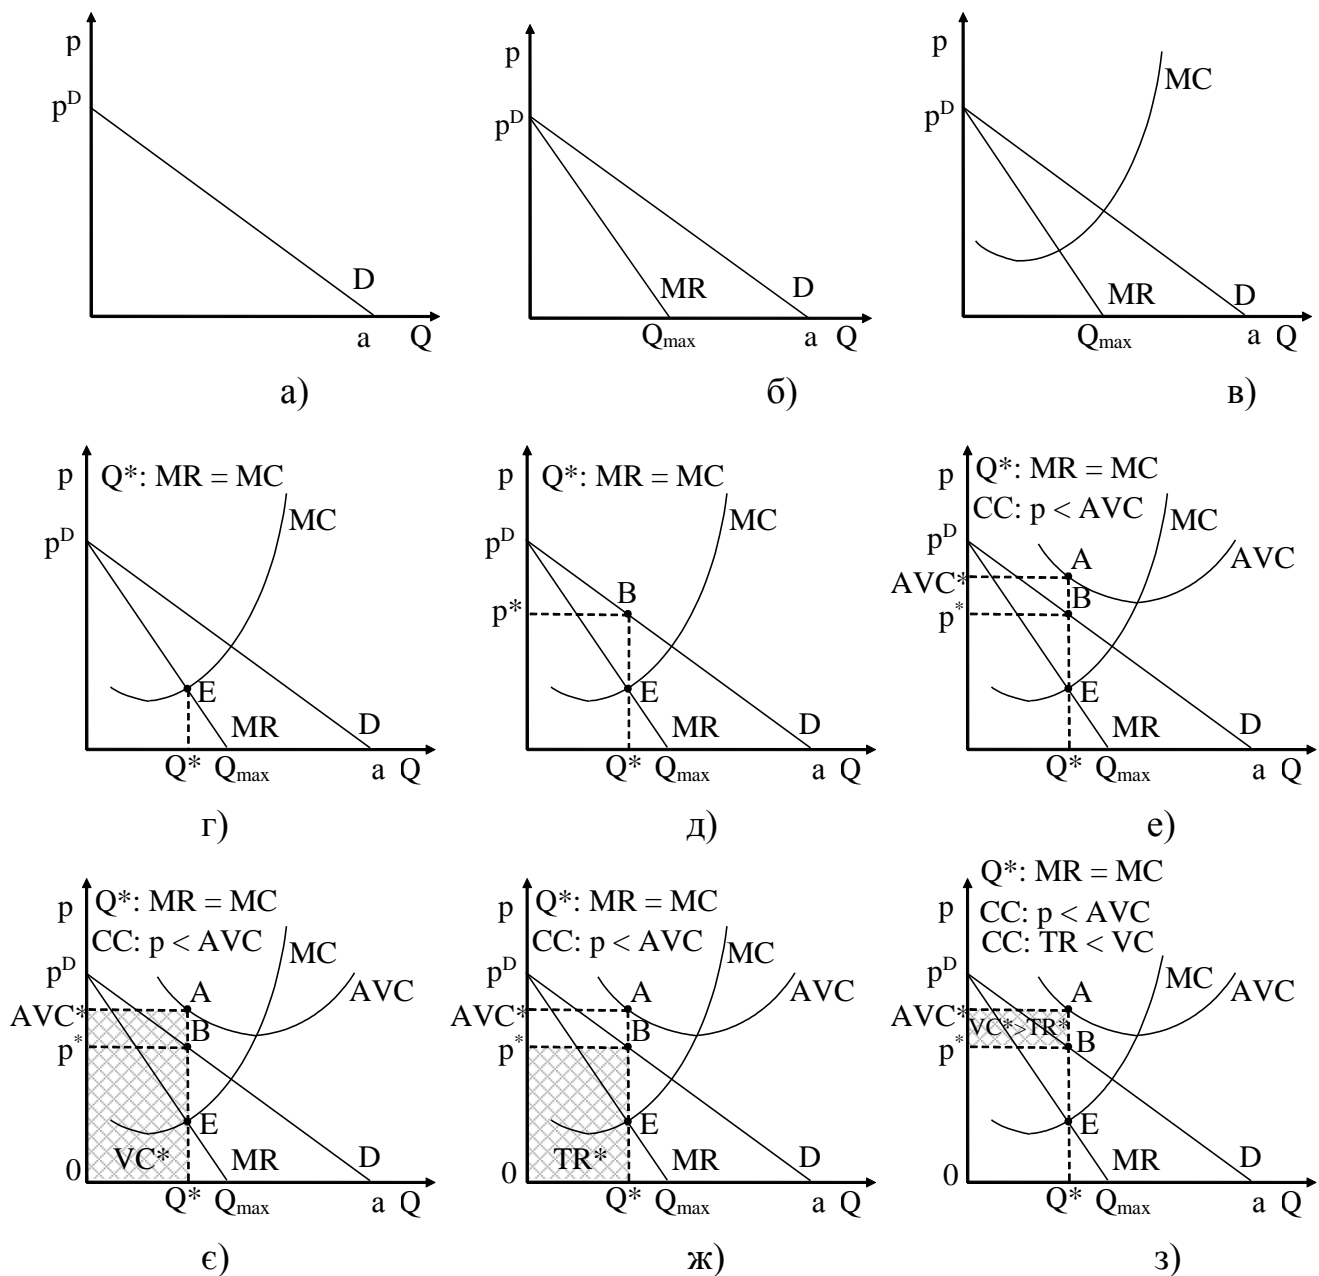 p
p^D
D
a Q
а)
p
p^D
MR D
Q_max a Q
б)
p
MC
p^D
MR D
Q_max a Q
в)
p Q*: MR = MC
MC
p^D
E
MR D
Q* Q_max a Q
г)
p Q*: MR = MC
MC
p^D
B
p*
E
MR D
Q* Q_max a Q
д)
p Q*: MR = MC
CC: p < AVC MC
p^D
A AVC
AVC*
B
p*
E
MR D
Q* Q_max a Q
е)
Q*: MR = MC
p
CC: p < AVC
MC
p^D
A AVC
AVC*
B
p*
E
VC* MR D
0
Q* Q_max a Q
є)
Q*: MR = MC
p
CC: p < AVC
MC
p^D
A AVC
AVC*
B
p*
E
TR* MR D
0
Q* Q_max a Q
ж)
Q*: MR = MC
p CC: p < AVC
CC: TR < VC
p^D MC
A AVC
AVC*
VC*>TR*
p* B
E
MR D
0
Q* Q_max a Q
з)